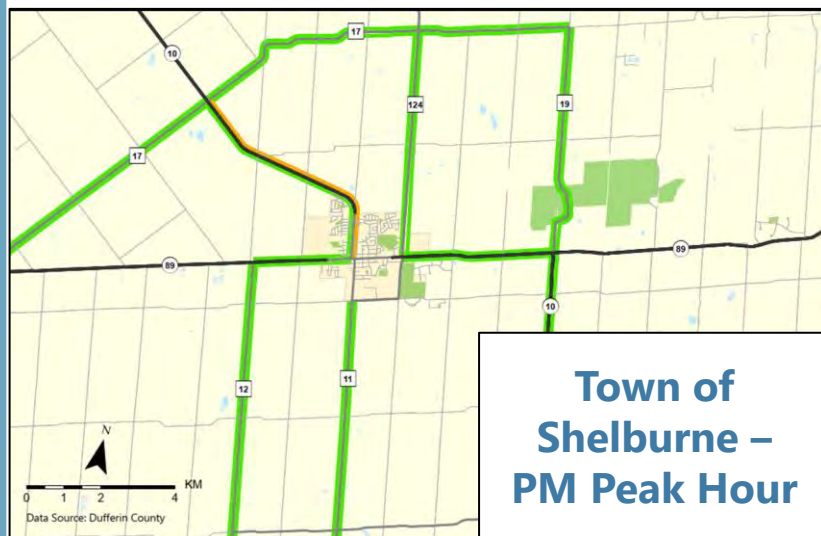 17
10
124
19
17
89
89
10
12
11
N
KM
0 1 2 4
Data Source: Dufferin County
Town of
Shelburne –
PM Peak Hour